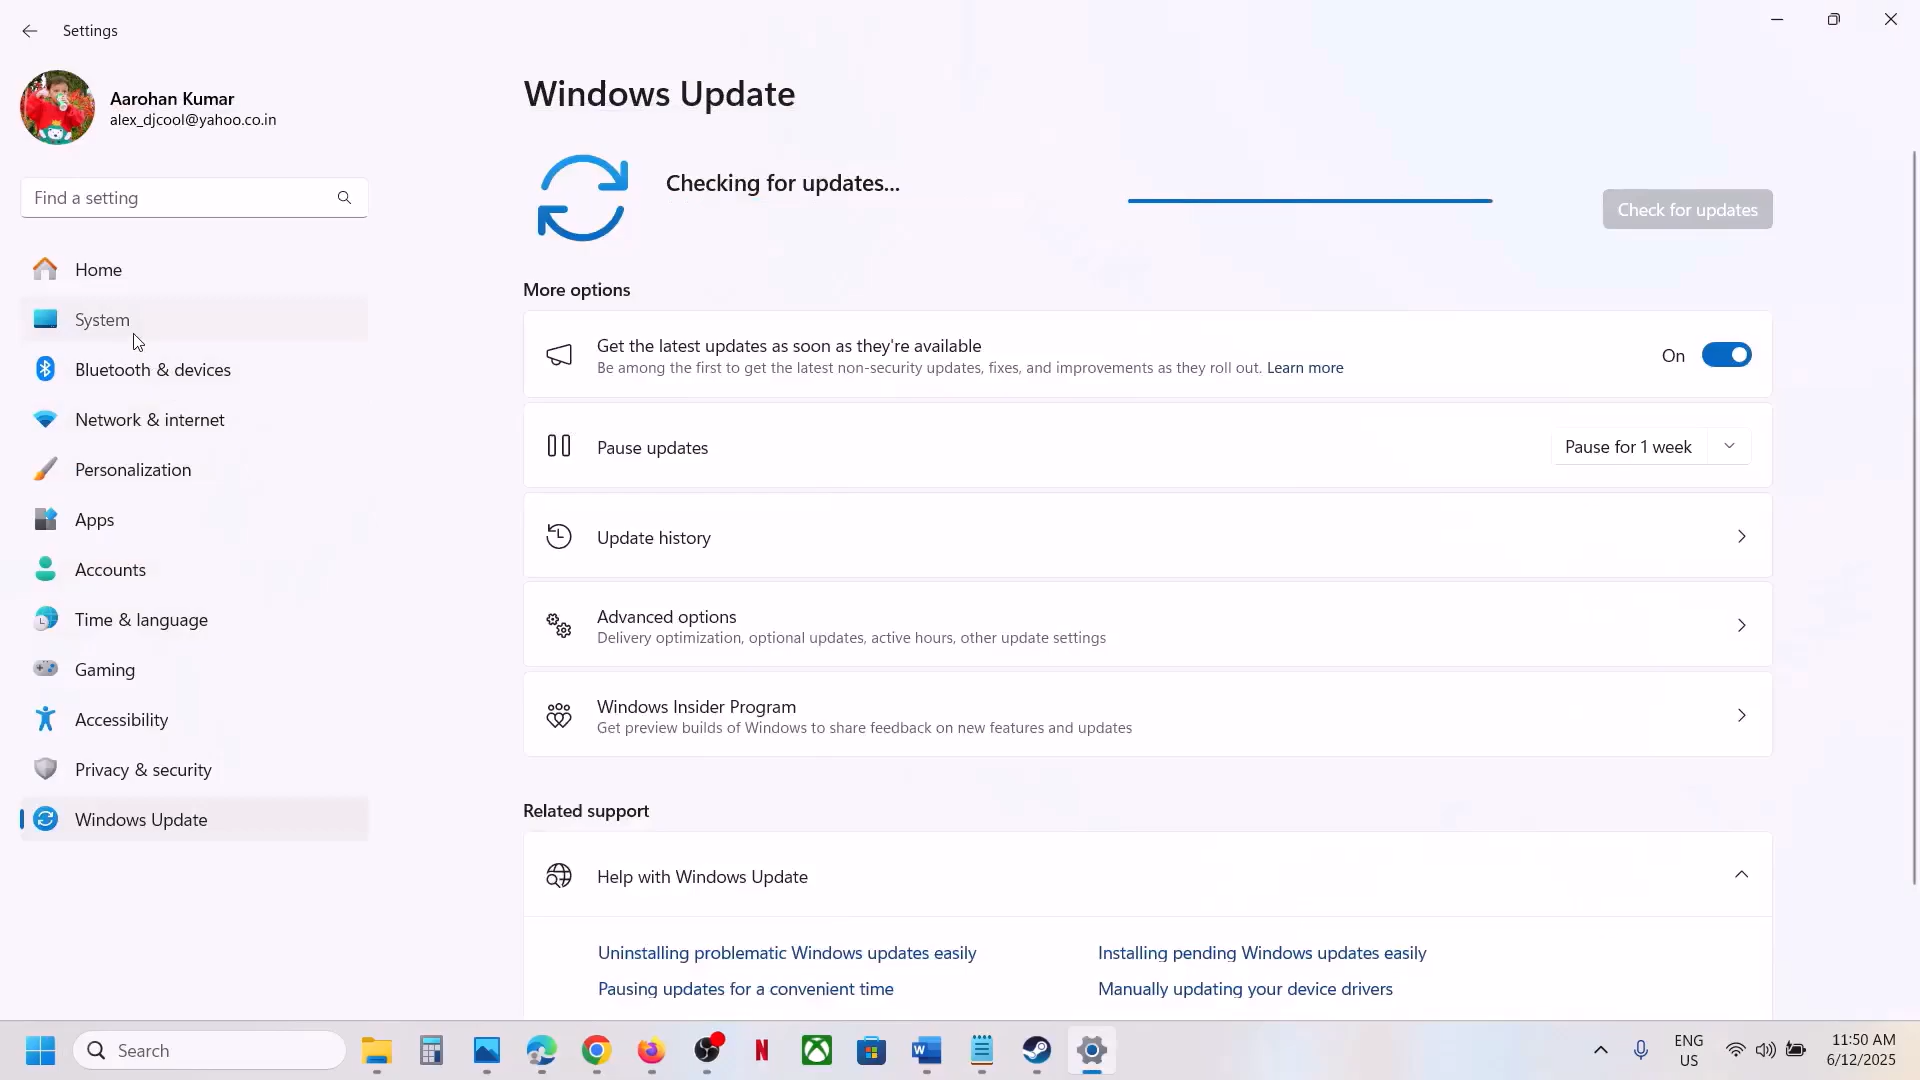 Settings
Aarohan Kumar
alex_djcool@yahoo.co.in
Find a setting
Home
System
Bluetooth & devices
Network & internet
Personalization
Apps
Accounts
Time & language
Gaming
Accessibility
Privacy & security
Windows Update
Windows Update
Checking for updates...
Check for updates
More options
Get the latest updates as soon as they're available
Be among the first to get the latest non-security updates, fixes, and improvements as they roll out. Learn more
On
Pause updates
Pause for 1 week
Update history
Advanced options
Delivery optimization, optional updates, active hours, other update settings
Windows Insider Program
Get preview builds of Windows to share feedback on new features and updates
Related support
Help with Windows Update
Uninstalling problematic Windows updates easily
Installing pending Windows updates easily
Pausing updates for a convenient time
Manually updating your device drivers
Search
ENG
US
11:50 AM
6/12/2025